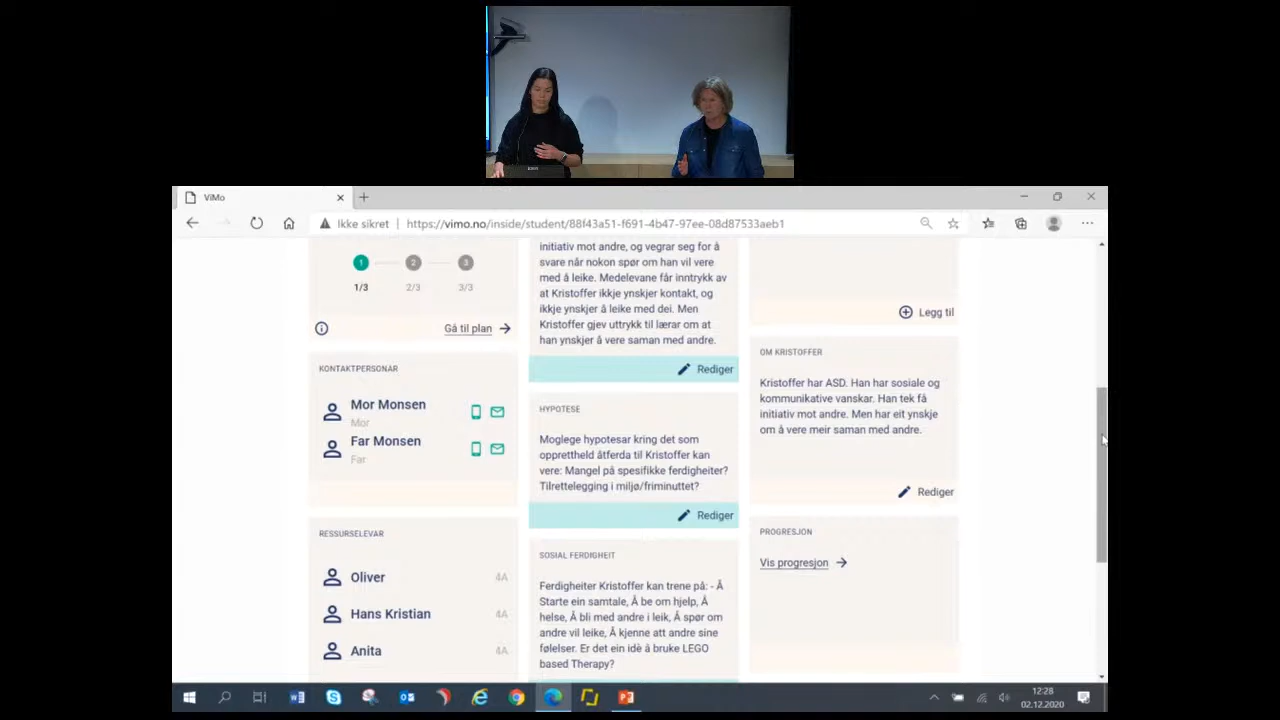 ViMo
Ikke sikret
https://vimo.no/inside/student/88f43a51-f691-4b47-97ee-08d87533aeb1
1
2
3
1/3
2/3
3/3
Gå til plan
KONTAKTPERSONAR
Mor Monsen
Mor
Far Monsen
Far
RESSURSELEVAR
Oliver
4A
Hans Kristian
4A
Anita
4A
initiativ mot andre, og vegrar seg for å
svare når nokon spør om han vil vere
med å leike. Medelevane får inntrykk av
at Kristoffer ikkje ynskjer kontakt, og
ikkje ynskjer å leike med dei. Men
Kristoffer gjev uttrykk til lærar om at
han ynskjer å vere saman med andre.
Rediger
HYPOTESE
Moglege hypotesar kring det som
opprettheld åtferda til Kristoffer kan
vere: Mangel på spesifikke ferdigheiter?
Tilrettelegging i miljø/friminuttet?
Rediger
SOSIAL FERDIGHEIT
Ferdigheiter Kristoffer kan trene på: - Å
Starte ein samtale, Å be om hjelp, Å
helse, Å bli med andre i leik, Å spør om
andre vil leike, Å kjenne att andre sine
følelser. Er det ein idè å bruke LEGO
based Therapy?
Legg til
OM KRISTOFFER
Kristoffer har ASD. Han har sosiale og
kommunikative vanskar. Han tek få
initiativ mot andre. Men har eit ynskje
om å vere meir saman med andre.
Rediger
PROGRESJON
Vis progresjon
12:28
02.12.2020